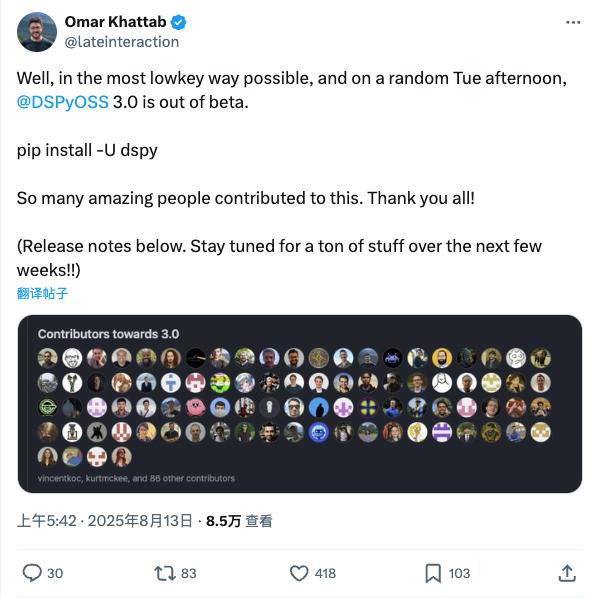 Omar Khattab
@lateinteraction
Well, in the most lowkey way possible, and on a random Tue afternoon,
@DSPyOSS 3.0 is out of beta.
pip install -U dspy
So many amazing people contributed to this. Thank you all!
(Release notes below. Stay tuned for a ton of stuff over the next few
weeks!!)
翻译帖子
Contributors towards 3.0
vincentkoc, kurtmckee, and 86 other contributors
上午5:42 · 2025年8月13日 · 8.5万 查看
30 83 418 103